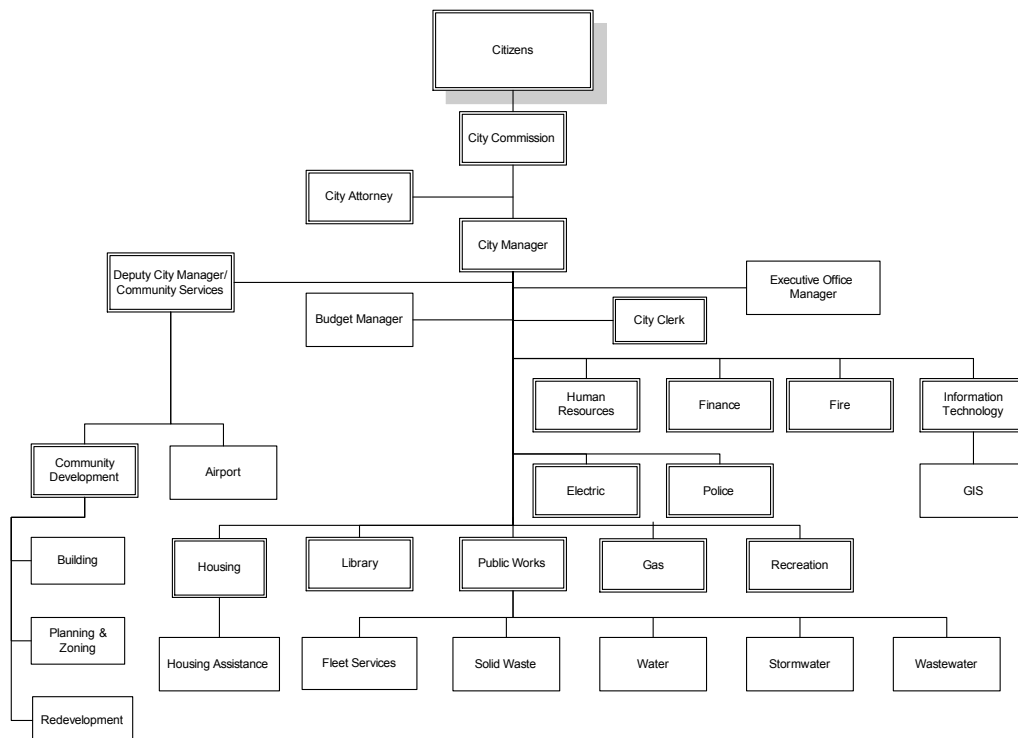 Citizens
City Commission
City Attorney
City Manager
Deputy City Manager/
Community Services
Executive Office
Manager
Budget Manager
City Clerk
Human
Resources
Finance
Fire
Information
Technology
Community
Development
Airport
Electric
Police
GIS
Building
Housing
Library
Public Works
Gas
Recreation
Planning &
Zoning
Housing Assistance
Fleet Services
Solid Waste
Water
Stormwater
Wastewater
Redevelopment